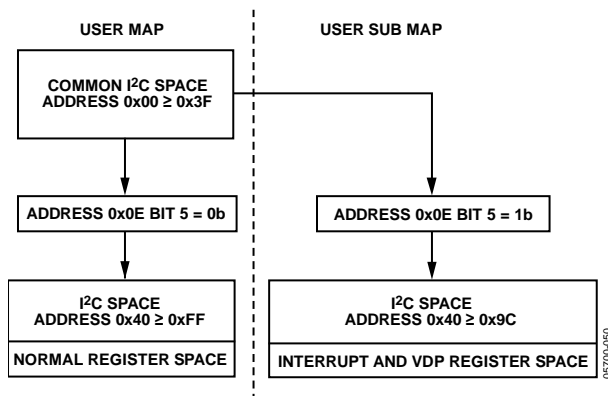 USER MAP
USER SUB MAP
COMMON I2C SPACE
ADDRESS 0x00 ≥ 0x3F
ADDRESS 0x0E BIT 5 = 0b
ADDRESS 0x0E BIT 5 = 1b
I2C SPACE
ADDRESS 0x40 ≥ 0xFF
NORMAL REGISTER SPACE
I2C SPACE
ADDRESS 0x40 ≥ 0x9C
INTERRUPT AND VDP REGISTER SPACE
05700-050